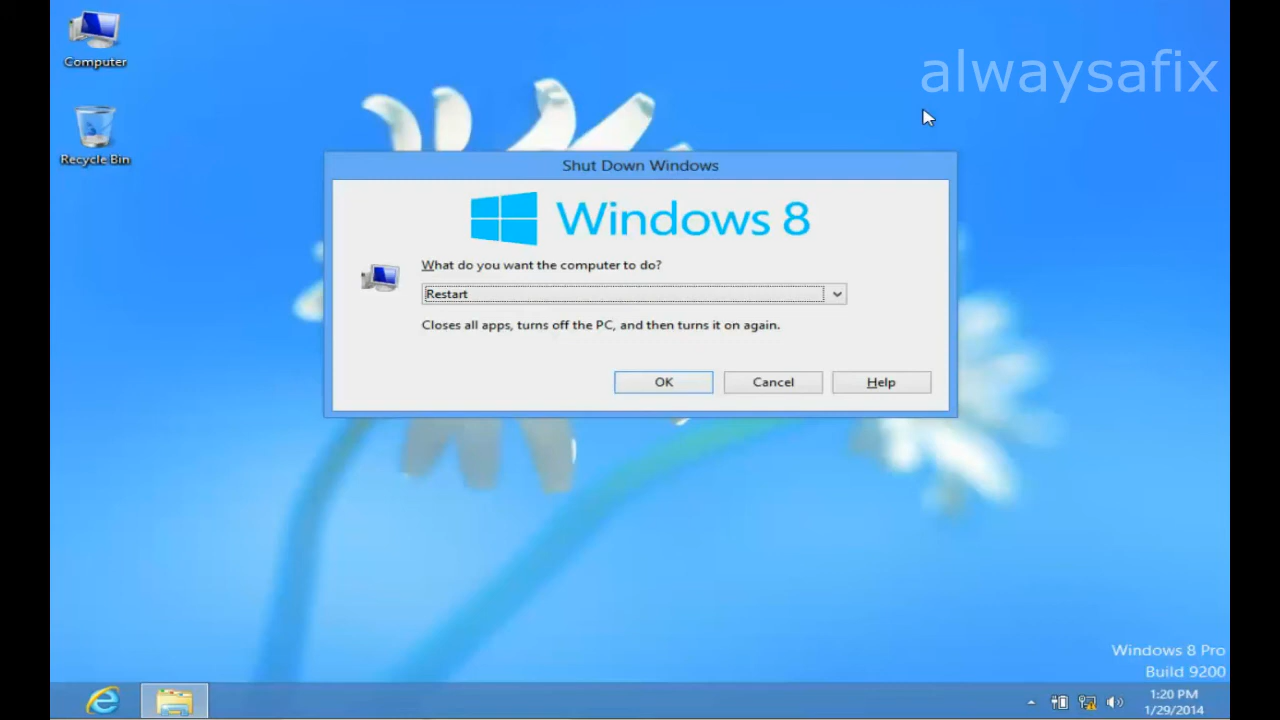 alwaysafix
Computer
Recycle Bin
Shut Down Windows
Windows 8
What do you want the computer to do?
Restart
Closes all apps, turns off the PC, and then turns it on again.
OK Cancel Help
Windows 8 Pro
Build 9200
1:20 PM
1/29/2014